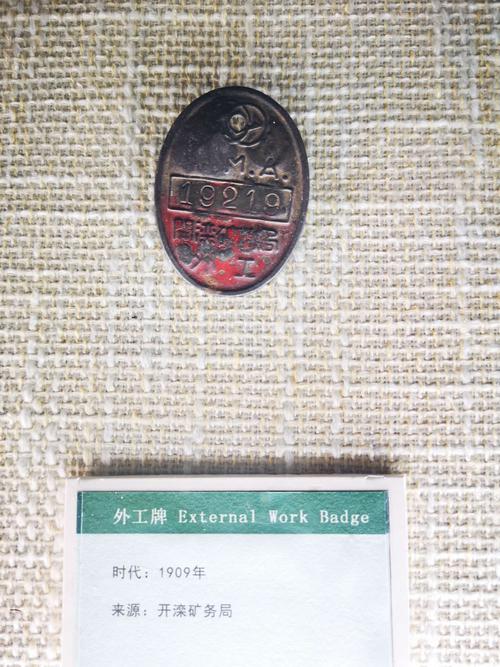 M.A.
19219
工
外工牌 External Work Badge
时代：1909年
来源：开滦矿务局